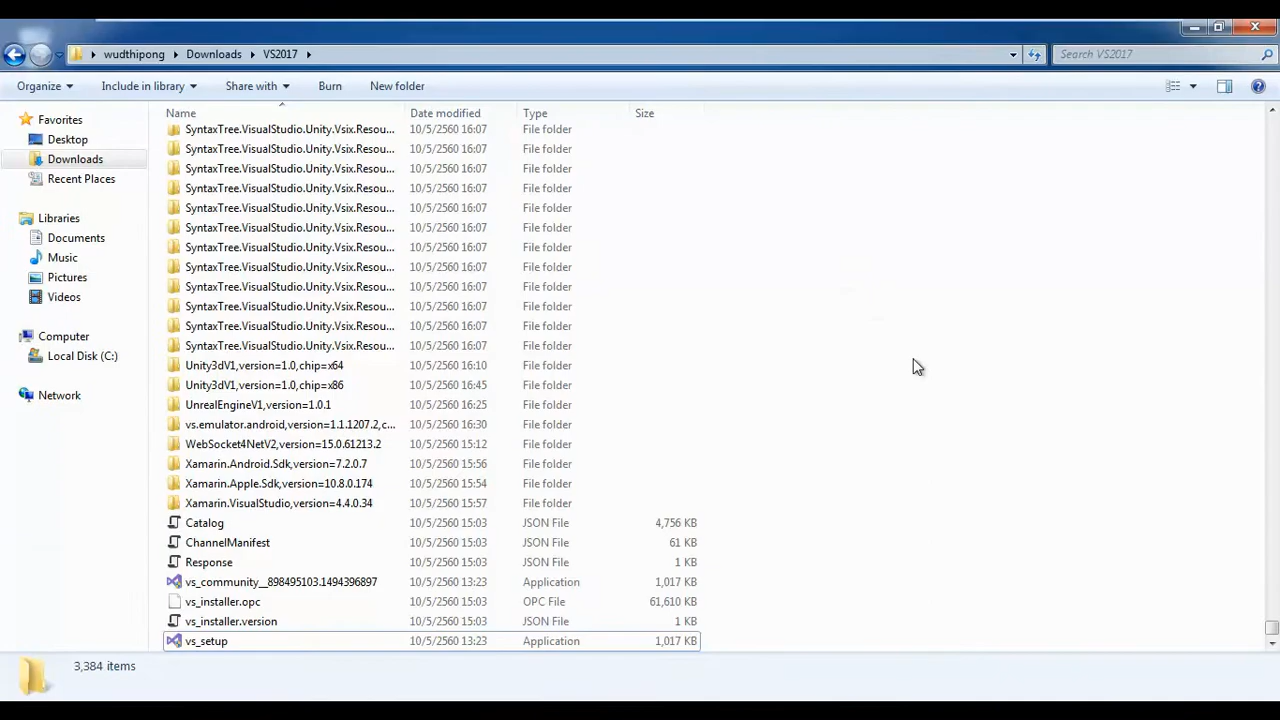 wudthipong Downloads VS2017 Search VS2017
Organize Include in library Share with Burn New folder
Favorites
Desktop
Downloads
Recent Places
Libraries
Documents
Music
Pictures
Videos
Computer
Local Disk (C:)
Network
Name Date modified Type Size
SyntaxTree.VisualStudio.Unity.Vsix.Resou... 10/5/2560 16:07 File folder
SyntaxTree.VisualStudio.Unity.Vsix.Resou... 10/5/2560 16:07 File folder
SyntaxTree.VisualStudio.Unity.Vsix.Resou... 10/5/2560 16:07 File folder
SyntaxTree.VisualStudio.Unity.Vsix.Resou... 10/5/2560 16:07 File folder
SyntaxTree.VisualStudio.Unity.Vsix.Resou... 10/5/2560 16:07 File folder
SyntaxTree.VisualStudio.Unity.Vsix.Resou... 10/5/2560 16:07 File folder
SyntaxTree.VisualStudio.Unity.Vsix.Resou... 10/5/2560 16:07 File folder
SyntaxTree.VisualStudio.Unity.Vsix.Resou... 10/5/2560 16:07 File folder
SyntaxTree.VisualStudio.Unity.Vsix.Resou... 10/5/2560 16:07 File folder
SyntaxTree.VisualStudio.Unity.Vsix.Resou... 10/5/2560 16:07 File folder
SyntaxTree.VisualStudio.Unity.Vsix.Resou... 10/5/2560 16:07 File folder
SyntaxTree.VisualStudio.Unity.Vsix.Resou... 10/5/2560 16:07 File folder
Unity3dV1,version=1.0,chip=x64 10/5/2560 16:10 File folder
Unity3dV1,version=1.0,chip=x86 10/5/2560 16:45 File folder
UnrealEngineV1,version=1.0.1 10/5/2560 16:25 File folder
vs.emulator.android,version=1.1.1207.2,c... 10/5/2560 16:30 File folder
WebSocket4NetV2,version=15.0.61213.2 10/5/2560 15:12 File folder
Xamarin.Android.Sdk,version=7.2.0.7 10/5/2560 15:56 File folder
Xamarin.Apple.Sdk,version=10.8.0.174 10/5/2560 15:54 File folder
Xamarin.VisualStudio,version=4.4.0.34 10/5/2560 15:57 File folder
Catalog 10/5/2560 15:03 JSON File 4,756 KB
ChannelManifest 10/5/2560 15:03 JSON File 61 KB
Response 10/5/2560 15:03 JSON File 1 KB
vs_community__898495103.1494396897 10/5/2560 13:23 Application 1,017 KB
vs_installer.opc 10/5/2560 15:03 OPC File 61,610 KB
vs_installer.version 10/5/2560 15:03 JSON File 1 KB
vs_setup 10/5/2560 13:23 Application 1,017 KB
3,384 items